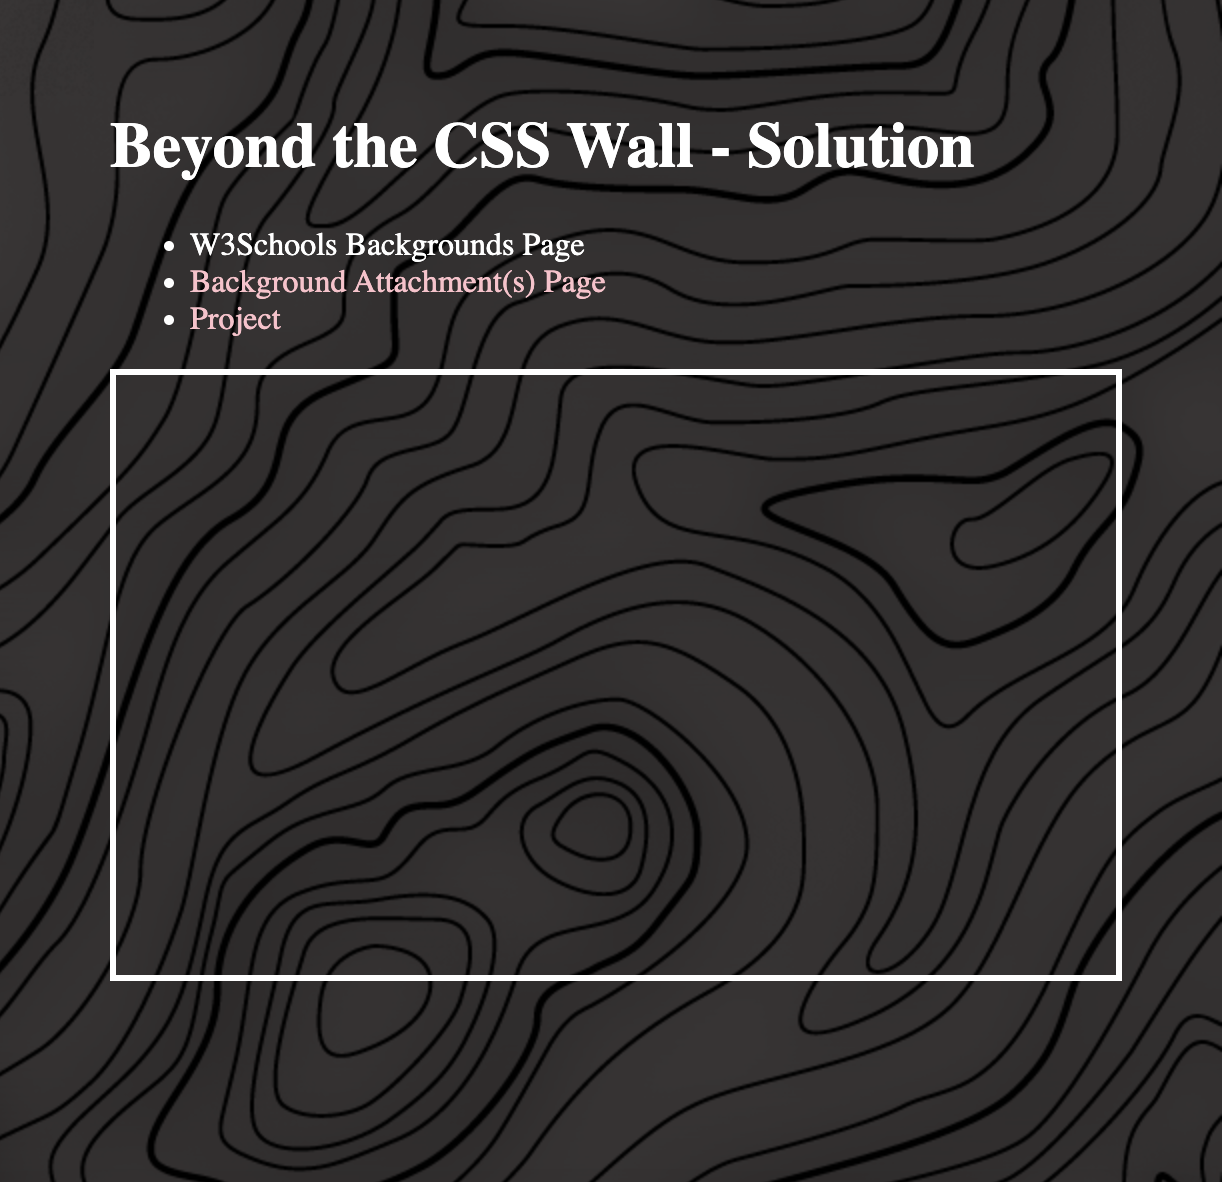 Beyond the CSS Wall - Solution
W3Schools Backgrounds Page
Background Attachment(s) Page
Project